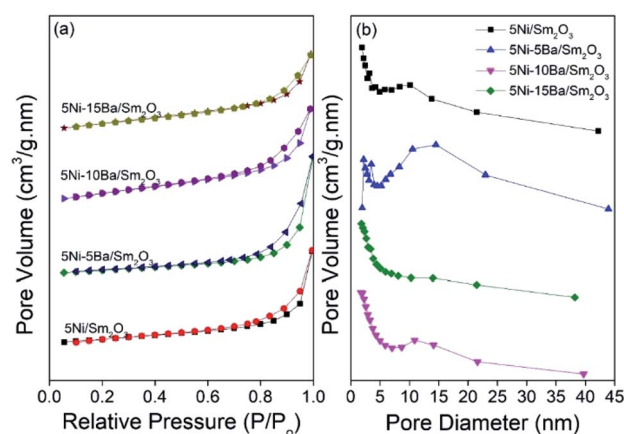 (a)
5Ni-15Ba/Sm₂O₃
5Ni-10Ba/Sm₂O₃
5Ni-5Ba/Sm₂O₃
5Ni/Sm₂O₃
Pore Volume (cm³/g.nm)
0.0 0.2 0.4 0.6 0.8 1.0
Relative Pressure (P/P₀)
(b)
5Ni/Sm₂O₃
5Ni-5Ba/Sm₂O₃
5Ni-10Ba/Sm₂O₃
5Ni-15Ba/Sm₂O₃
Pore Volume (cm³/g.nm)
0 5 10 15 20 25 30 35 40 45
Pore Diameter (nm)